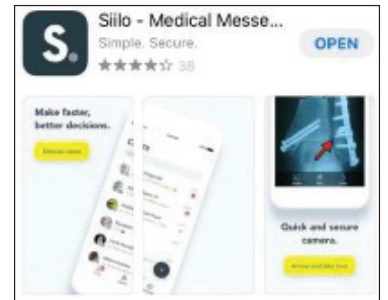 S.
Siilo - Medical Messe...
Simple. Secure.
38
OPEN
Make faster,
better decisions.
Quick and secure
camera.